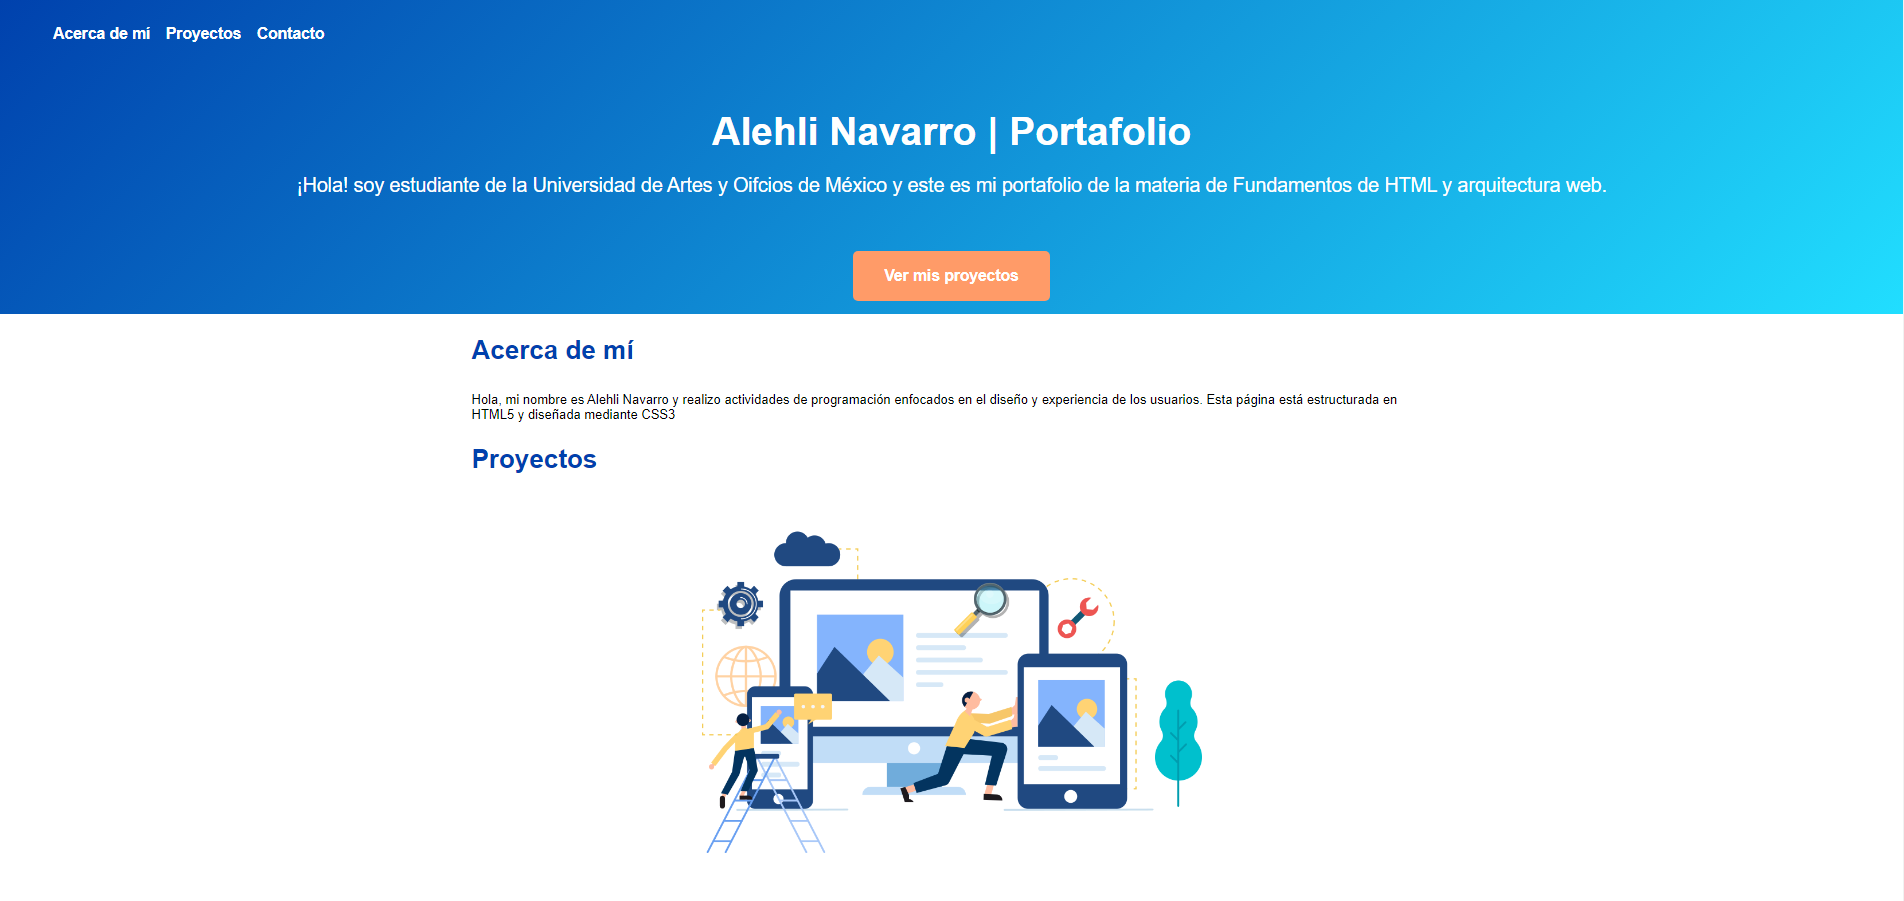 Acerca de mí Proyectos Contacto
Alehli Navarro | Portafolio
¡Hola! soy estudiante de la Universidad de Artes y Oifcios de México y este es mi portafolio de la materia de Fundamentos de HTML y arquitectura web.
Ver mis proyectos
Acerca de mí
Hola, mi nombre es Alehli Navarro y realizo actividades de programación enfocados en el diseño y experiencia de los usuarios. Esta página está estructurada en
HTML5 y diseñada mediante CSS3
Proyectos